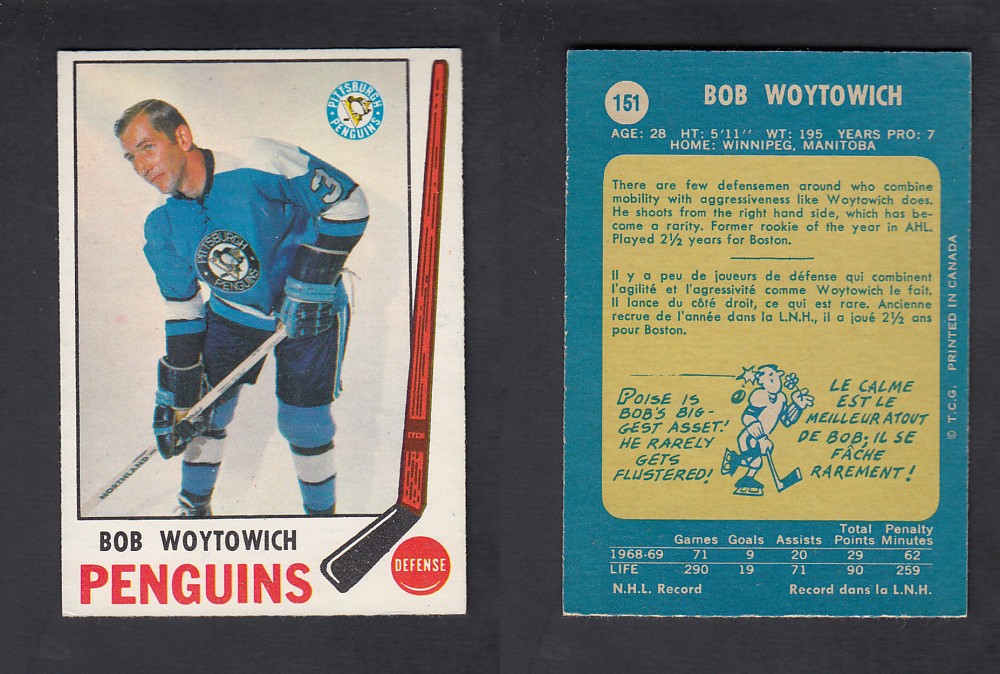 PITTSBURGH
PENGUINS
3
PITTSBURGH
PENGUINS
NORTHLAND
BOB WOYTOWICH
PENGUINS
DEFENSE
151
BOB WOYTOWICH
AGE: 28 HT: 5'11" WT: 195 YEARS PRO: 7
HOME: WINNIPEG, MANITOBA
There are few defensemen around who combine
mobility with aggressiveness like Woytowich does.
He shoots from the right hand side, which has be-
come a rarity. Former rookie of the year in AHL.
Played 2½ years for Boston.
Il y a peu de joueurs de défense qui combinent
l'agilité et l'agressivité comme Woytowich le fait.
Il lance du côté droit, ce qui est rare. Ancienne
recrue de l'année dans la L.N.H., il a joué 2½ ans
pour Boston.
POISE IS
BOB'S BIG-
GEST ASSET.'
HE RARELY
GETS
FLUSTERED!
LE CALME
EST LE
MEILLEUR ATOUT
DE BOB; IL SE
FÂCHE
RAREMENT!
Games Goals Assists Total Points Penalty Minutes
1968-69 71 9 20 29 62
LIFE 290 19 71 90 259
N.H.L. Record Record dans la L.N.H.
© T.C.G. PRINTED IN CANADA